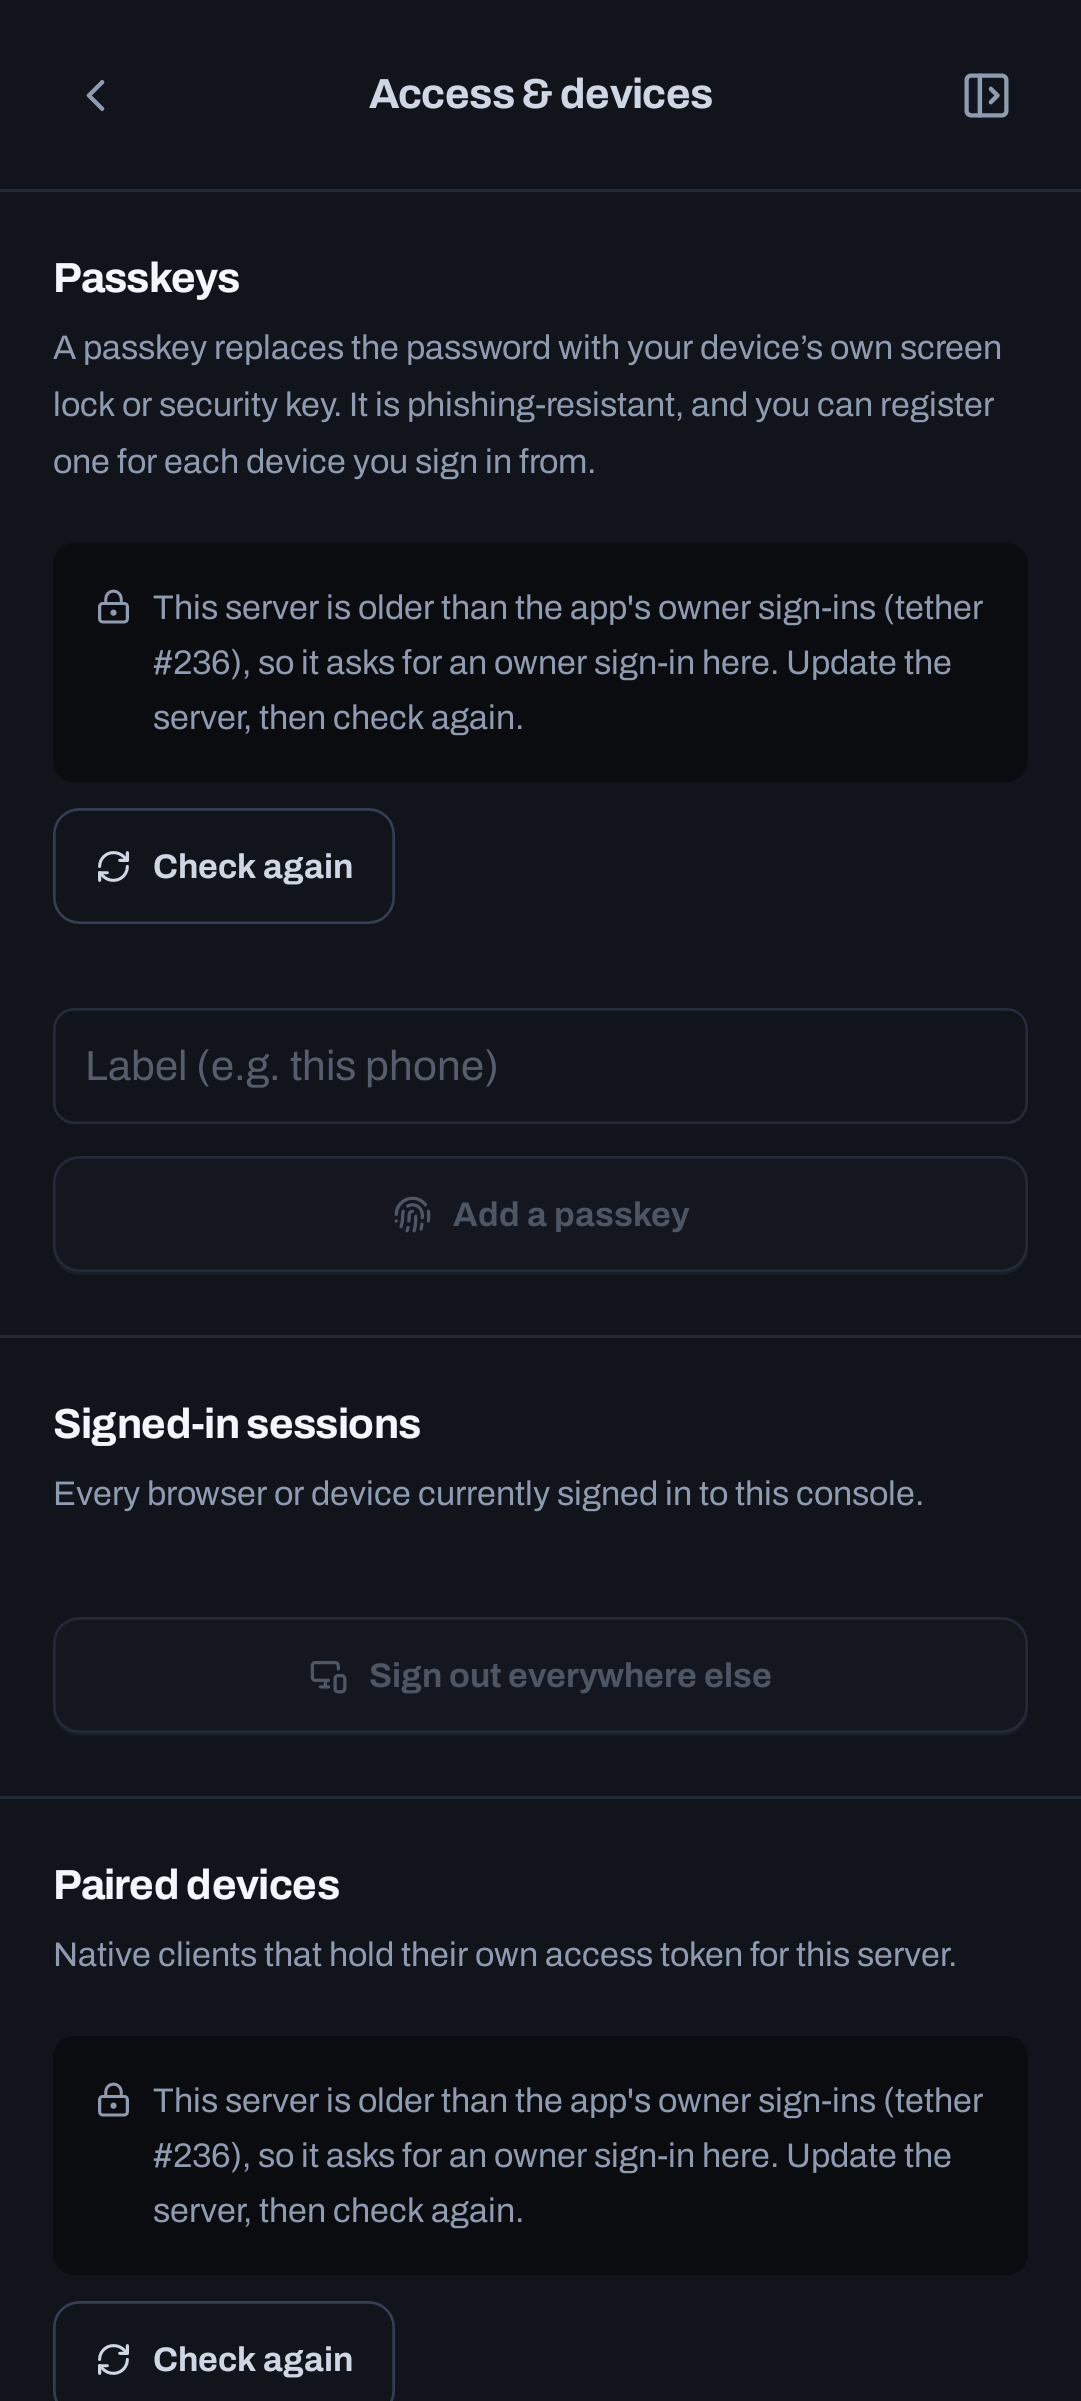 Access & devices
Passkeys
A passkey replaces the password with your device’s own screen
lock or security key. It is phishing-resistant, and you can register
one for each device you sign in from.
This server is older than the app's owner sign-ins (tether
#236), so it asks for an owner sign-in here. Update the
server, then check again.
Check again
Label (e.g. this phone)
Add a passkey
Signed-in sessions
Every browser or device currently signed in to this console.
Sign out everywhere else
Paired devices
Native clients that hold their own access token for this server.
This server is older than the app's owner sign-ins (tether
#236), so it asks for an owner sign-in here. Update the
server, then check again.
Check again